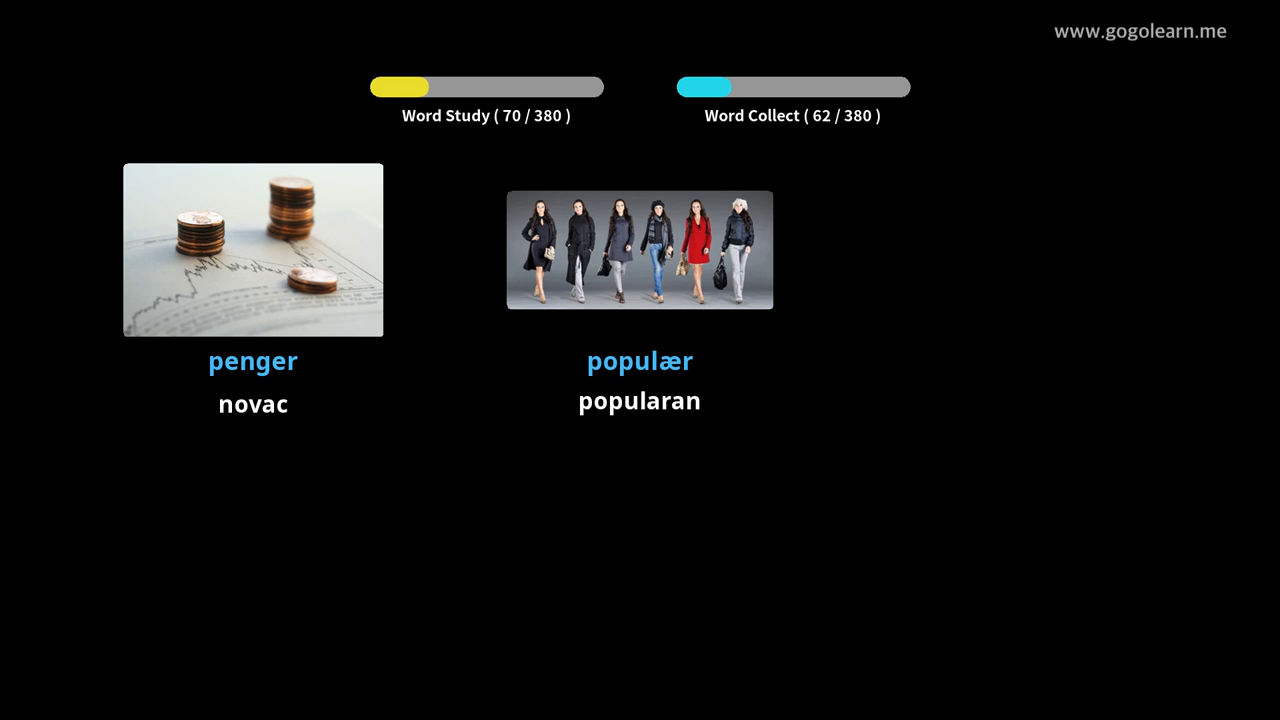 www.gogolearn.me
Word Study ( 70 / 380 )
Word Collect ( 62 / 380 )
penger
novac
populær
popularan